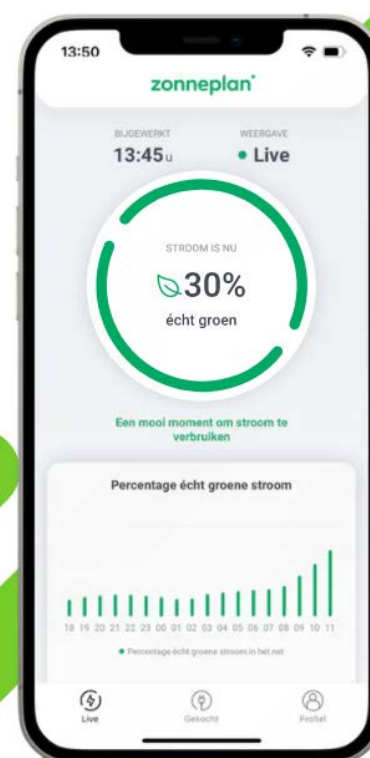 13:50
zonneplan
BIJGEWERKT WEERGAVE
13:45 u Live
STROOM IS NU
30%
écht groen
Een mooi moment om stroom te
verbruiken
Percentage écht groene stroom
18 19 20 21 22 23 00 01 02 03 04 05 06 07 08 09 10 11
Percentage écht groene stroom in het net
Live Gekocht Profiel